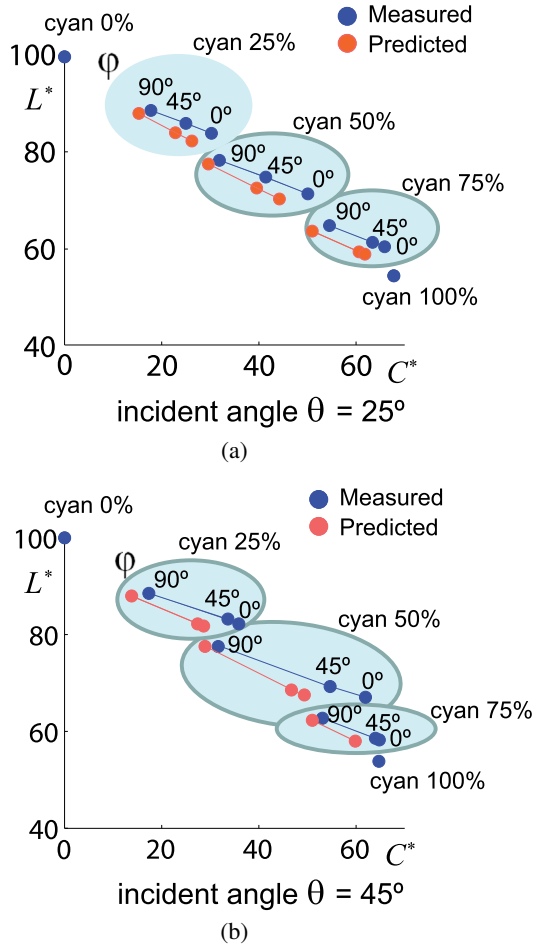 Measured
Predicted
cyan 0%
100
L*
φ
cyan 25%
90º
45º
0º
cyan 50%
80
90º
45º
0º
cyan 75%
90º
45º
0º
60
cyan 100%
40
0
20
40
60
C*
incident angle θ = 25º
(a)
Measured
Predicted
cyan 0%
100
L*
φ
cyan 25%
90º
45º
0º
cyan 50%
80
90º
45º
0º
cyan 75%
90º
45º
0º
60
cyan 100%
40
0
20
40
60
C*
incident angle θ = 45º
(b)